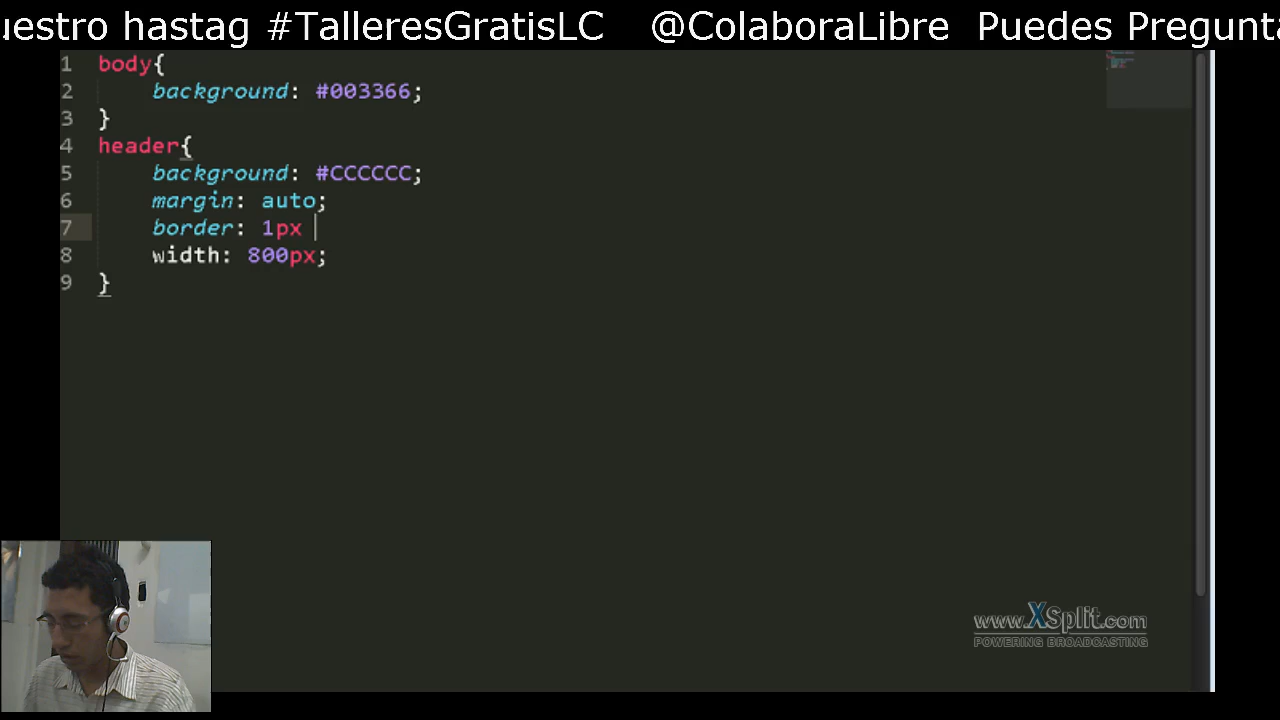 uestro hastag #TalleresGratisLC @ColaboraLibre Puedes Pregunta
1 body{
2 background: #003366;
3 }
4 header{
5 background: #CCCCCC;
6 margin: auto;
7 border: 1px
8 width: 800px;
9 }
www.XSplit.com
POWERING BROADCASTING